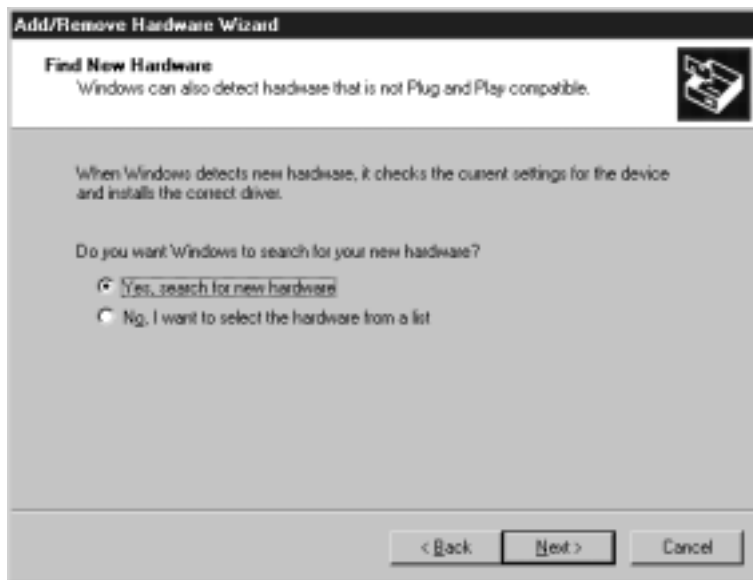 Add/Remove Hardware Wizard
Find New Hardware
Windows can also detect hardware that is not Plug and Play compatible.
When Windows detects new hardware, it checks the current settings for the device
and installs the correct driver.
Do you want Windows to search for your new hardware?
Yes, search for new hardware
No, I want to select the hardware from a list
< Back Next > Cancel